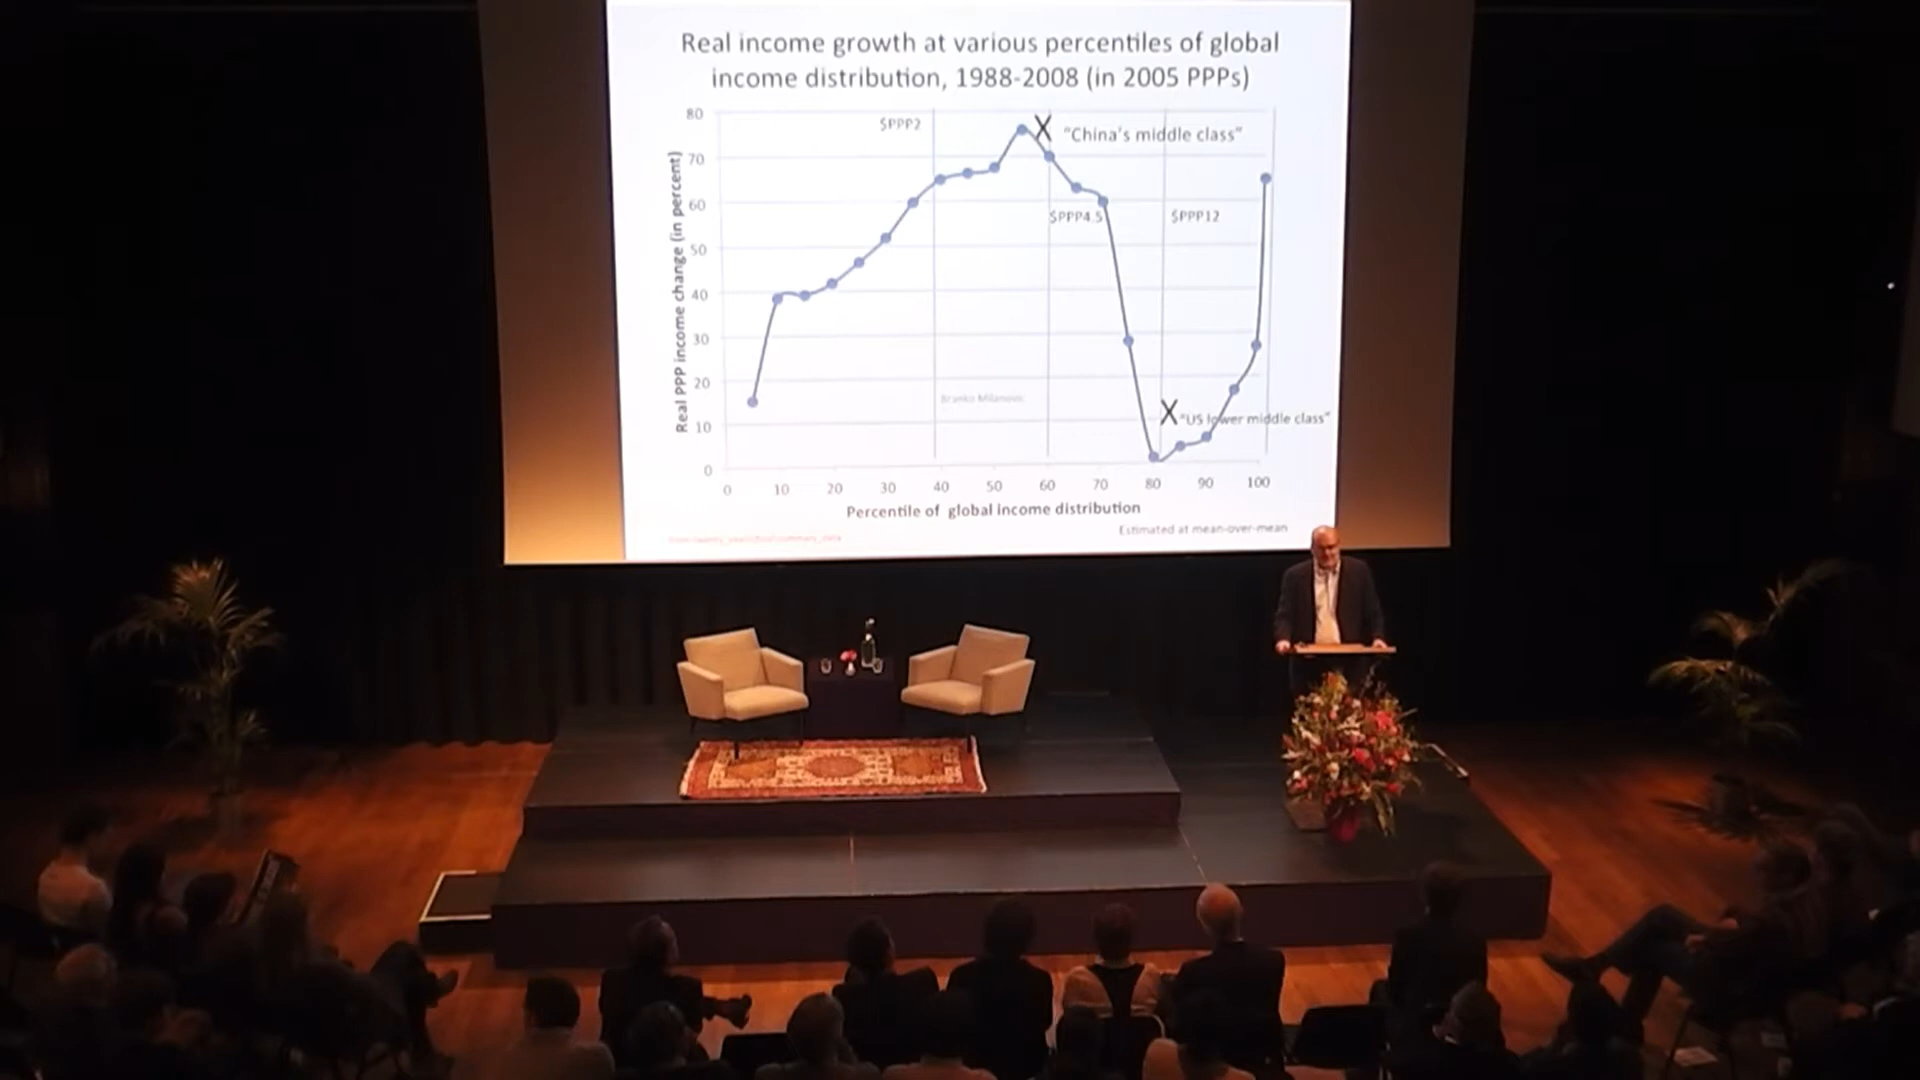 Real income growth at various percentiles of global
income distribution, 1988-2008 (in 2005 PPPs)
Real PPP income change (in percent)
80
70
60
50
40
30
20
10
0
$PPP2
X "China's middle class"
$PPP4.5
$PPP12
Branko Milanovic
X "US lower middle class"
0 10 20 30 40 50 60 70 80 90 100
Percentile of global income distribution
Estimated at mean-over-mean